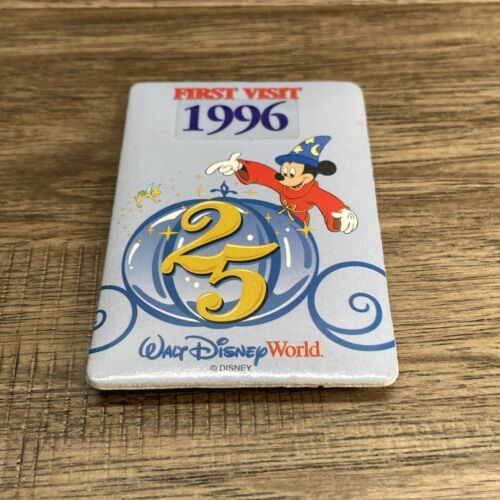 FIRST VISIT
1996
25
WALT DISNEY World.
© DISNEY